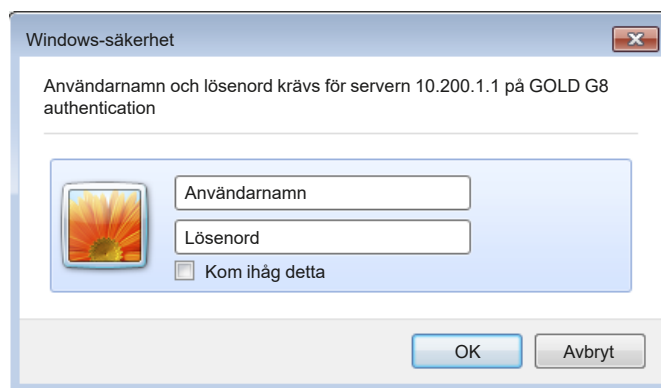 Windows-säkerhet
Användarnamn och lösenord krävs för servern 10.200.1.1 på GOLD G8
authentication
Användarnamn
Lösenord
Kom ihåg detta
OK
Avbryt